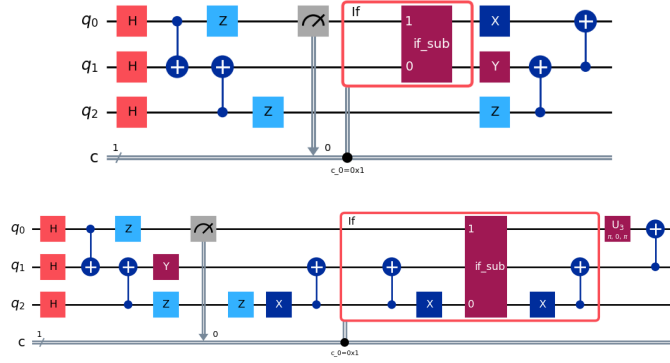 If
q0 H Z 1 if_sub X
q1 H 0 Y
q2 H Z Z
c 1 0
c_0=0x1
If
q0 H Z 1 if_sub U3 π, 0, π
q1 H Y
q2 H Z Z X X 0 X
c 1 0
c_0=0x1